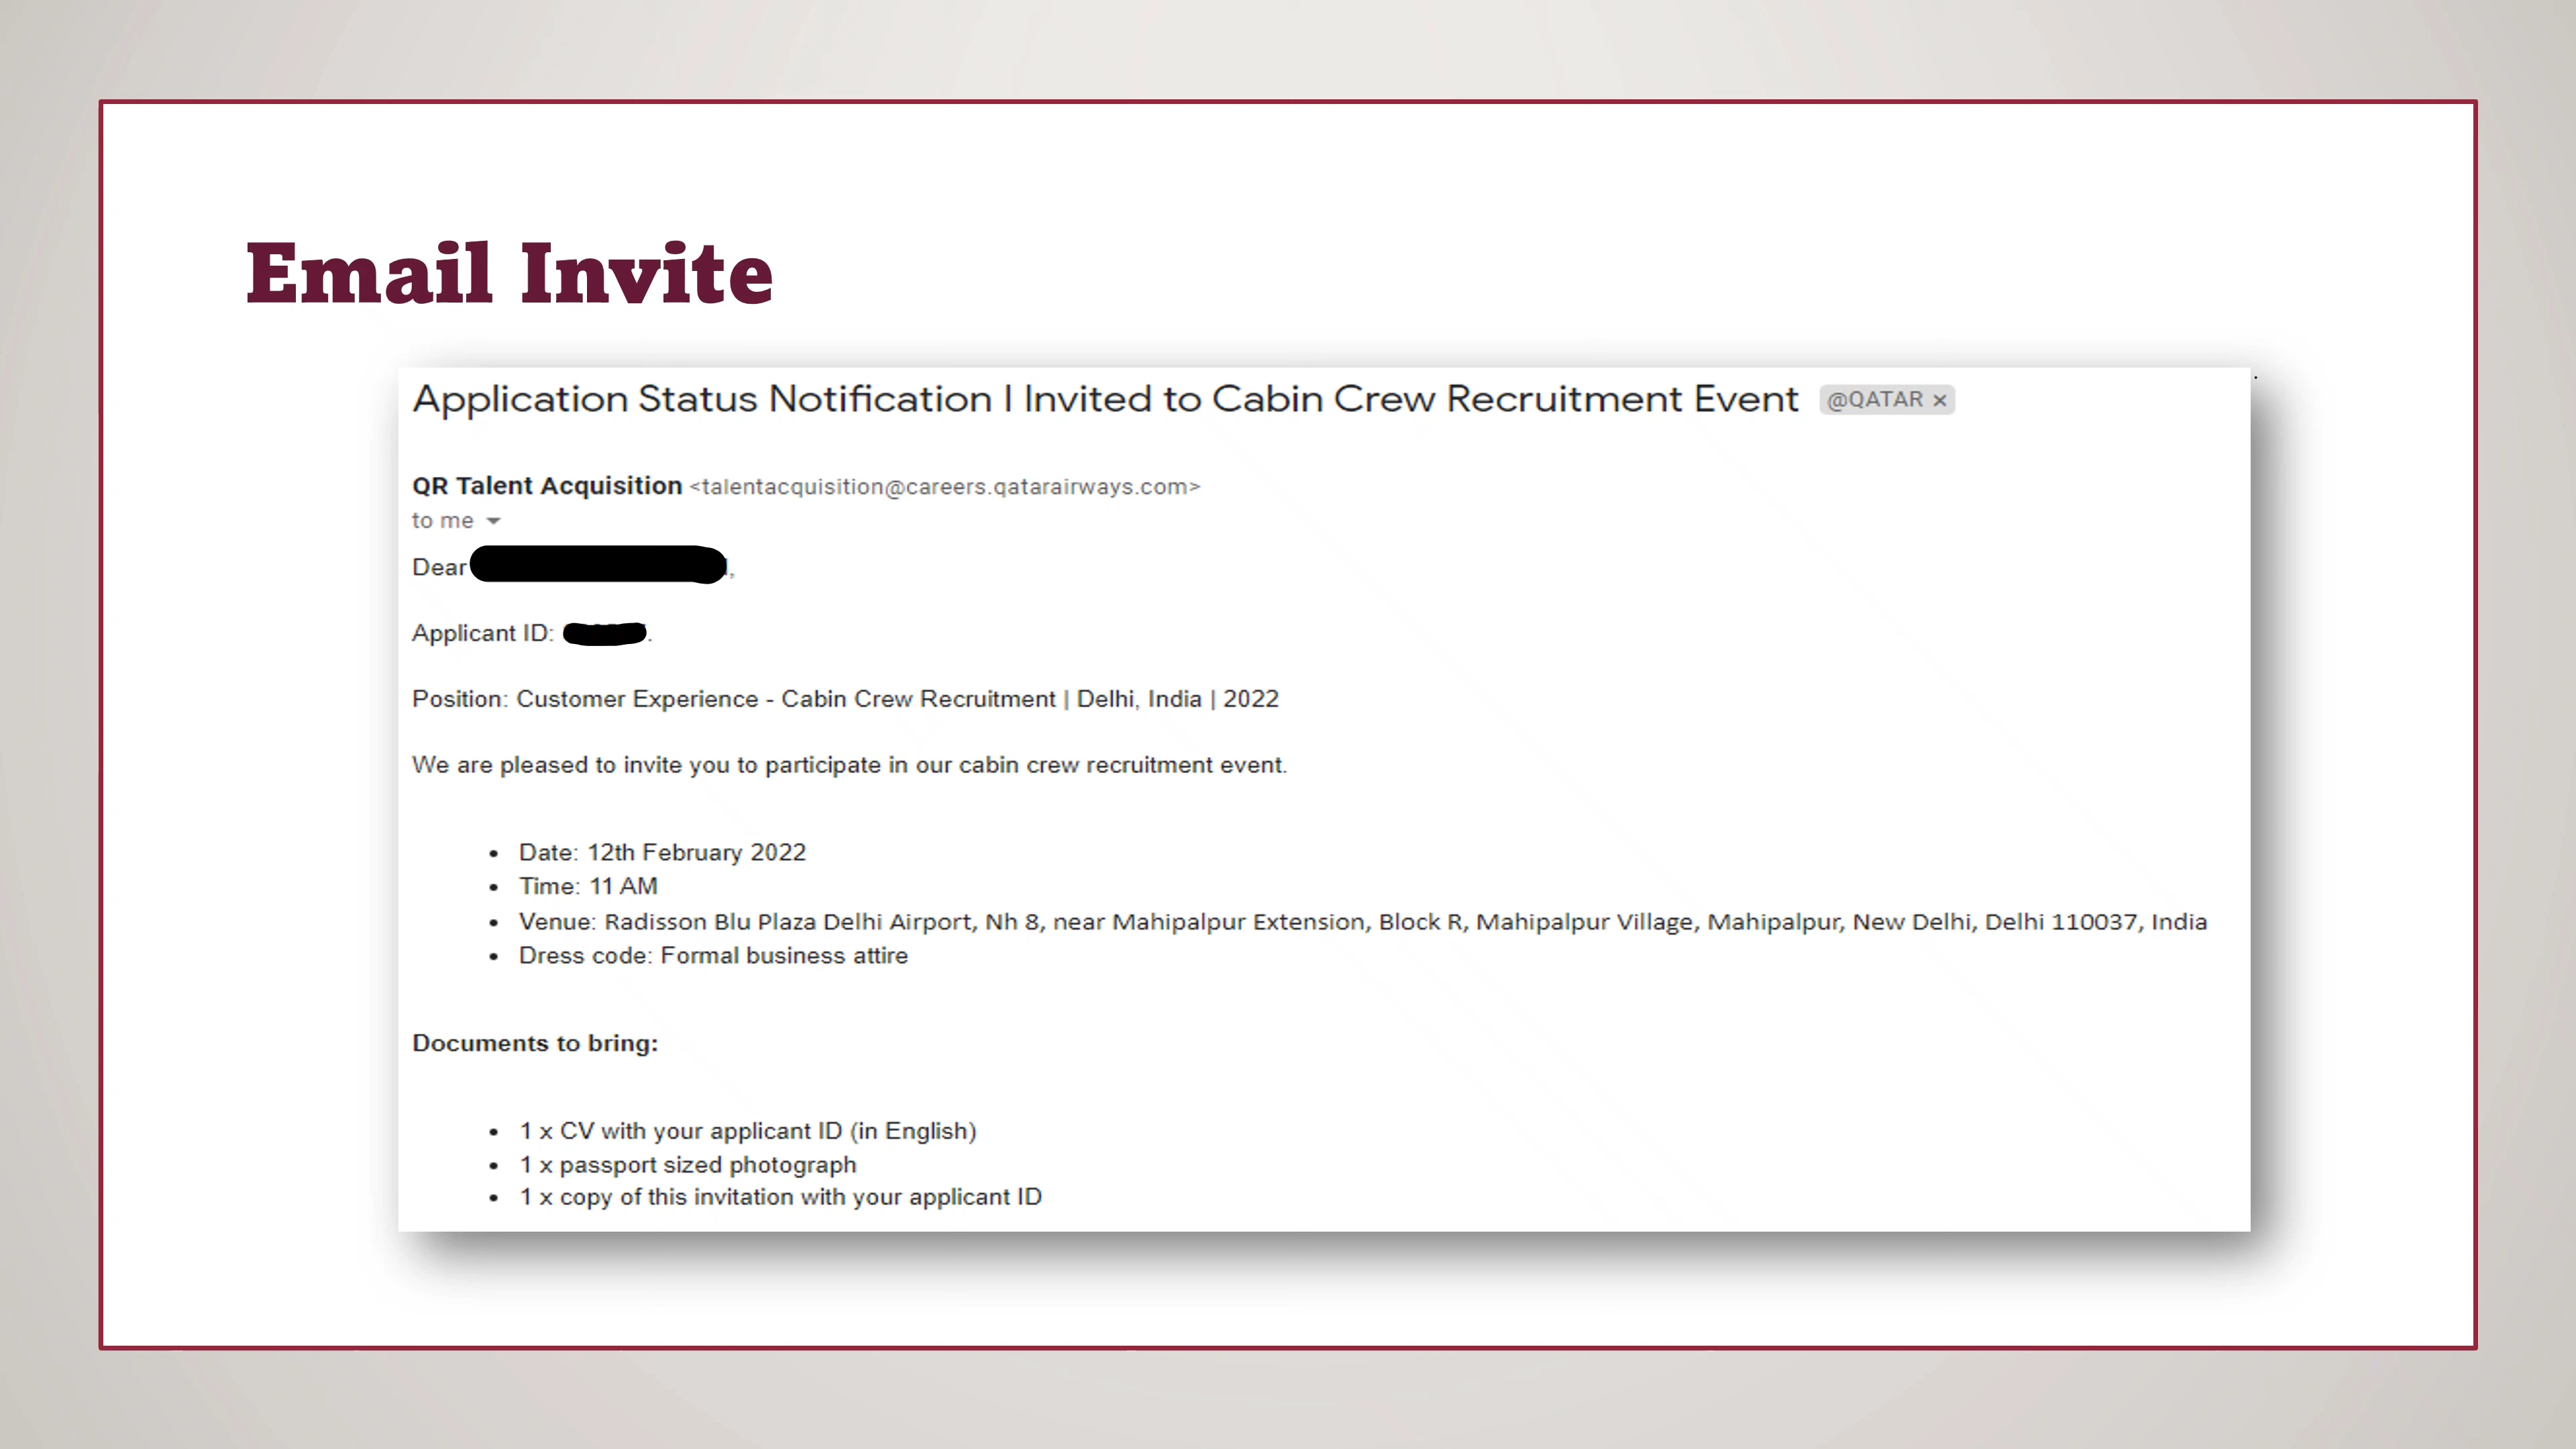 Email Invite
Application Status Notification I Invited to Cabin Crew Recruitment Event @QATAR ×
QR Talent Acquisition <talentacquisition@careers.qatarairways.com>
to me
Dear ,
Applicant ID: .
Position: Customer Experience - Cabin Crew Recruitment | Delhi, India | 2022
We are pleased to invite you to participate in our cabin crew recruitment event.
• Date: 12th February 2022
• Time: 11 AM
• Venue: Radisson Blu Plaza Delhi Airport, Nh 8, near Mahipalpur Extension, Block R, Mahipalpur Village, Mahipalpur, New Delhi, Delhi 110037, India
• Dress code: Formal business attire
Documents to bring:
• 1 x CV with your applicant ID (in English)
• 1 x passport sized photograph
• 1 x copy of this invitation with your applicant ID